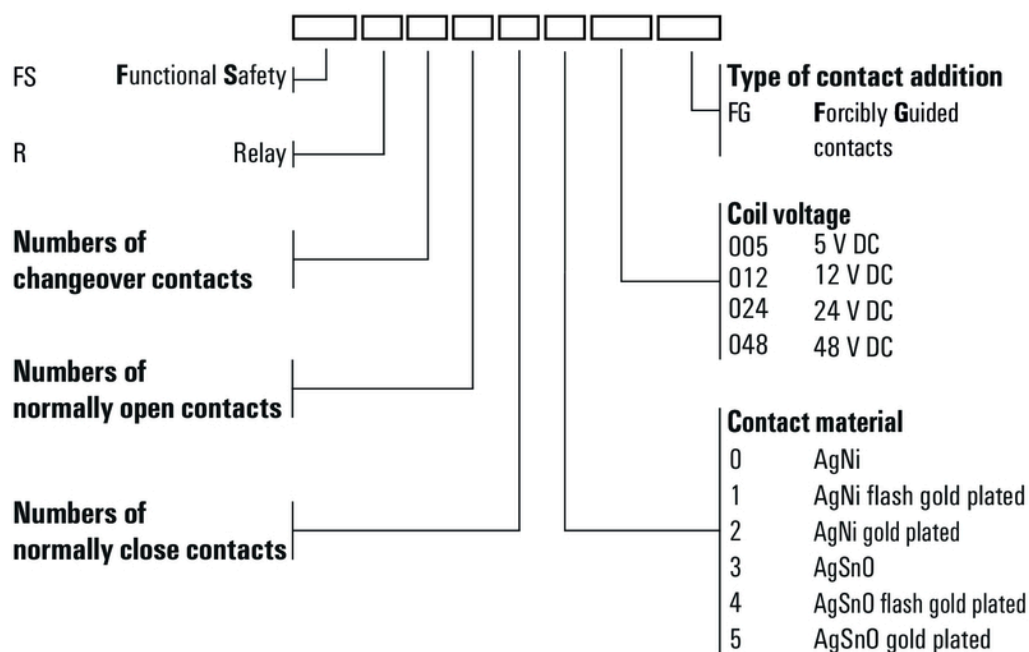 FS Functional Safety
R Relay
Numbers of
changeover contacts
Numbers of
normally open contacts
Numbers of
normally close contacts
Type of contact addition
FG Forcibly Guided
contacts
Coil voltage
005 5 V DC
012 12 V DC
024 24 V DC
048 48 V DC
Contact material
0 AgNi
1 AgNi flash gold plated
2 AgNi gold plated
3 AgSnO
4 AgSnO flash gold plated
5 AgSnO gold plated